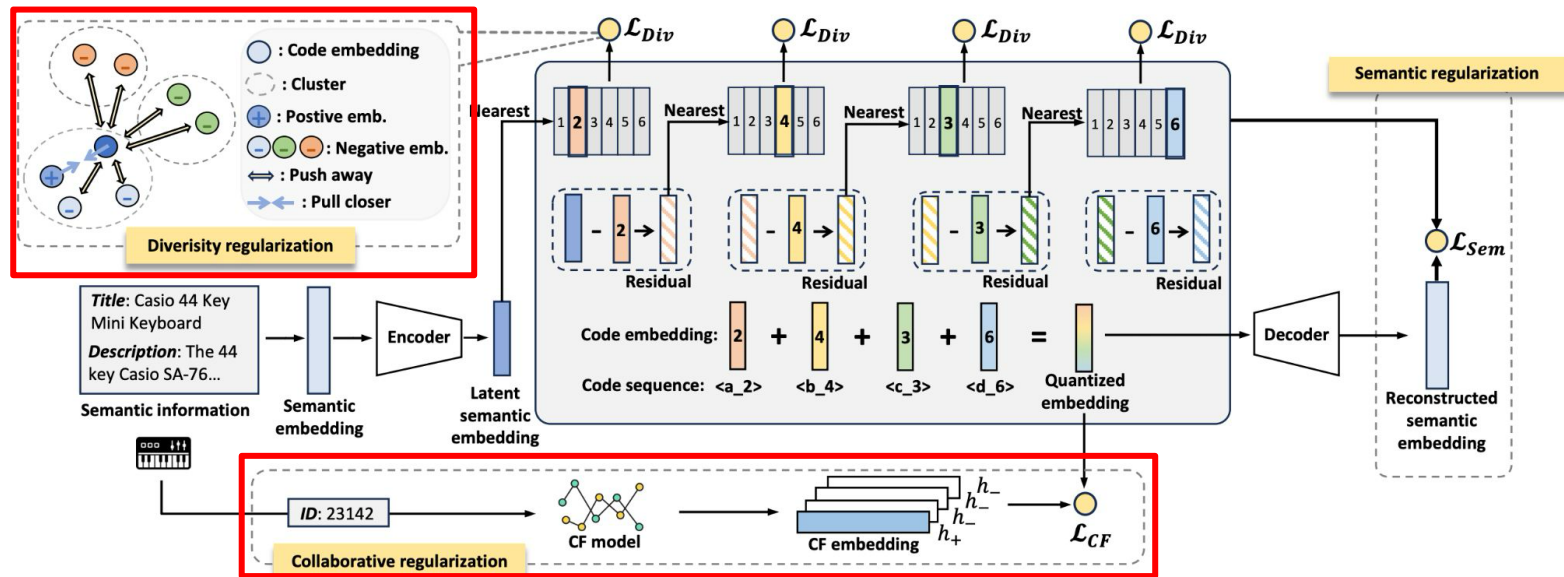 : Code embedding
: Cluster
: Postive emb.
: Negative emb.
: Push away
: Pull closer
Diverisity regularization
ℒ_Div
ℒ_Div
ℒ_Div
ℒ_Div
Semantic regularization
Nearest
1 2 3 4 5 6
Nearest
1 2 3 4 5 6
Nearest
1 2 3 4 5 6
Nearest
1 2 3 4 5 6
- 2 →
Residual
- 4 →
Residual
- 3 →
Residual
- 6 →
Residual
ℒ_Sem
Title: Casio 44 Key
Mini Keyboard
Description: The 44
key Casio SA-76...
Semantic information
Semantic
embedding
Encoder
Latent
semantic
embedding
Code embedding: 2 + 4 + 3 + 6 =
Code sequence: <a_2> <b_4> <c_3> <d_6>
Quantized
embedding
Decoder
Reconstructed
semantic
embedding
ID: 23142
CF model
CF embedding
h_-
h_-
h_-
h_+
ℒ_CF
Collaborative regularization